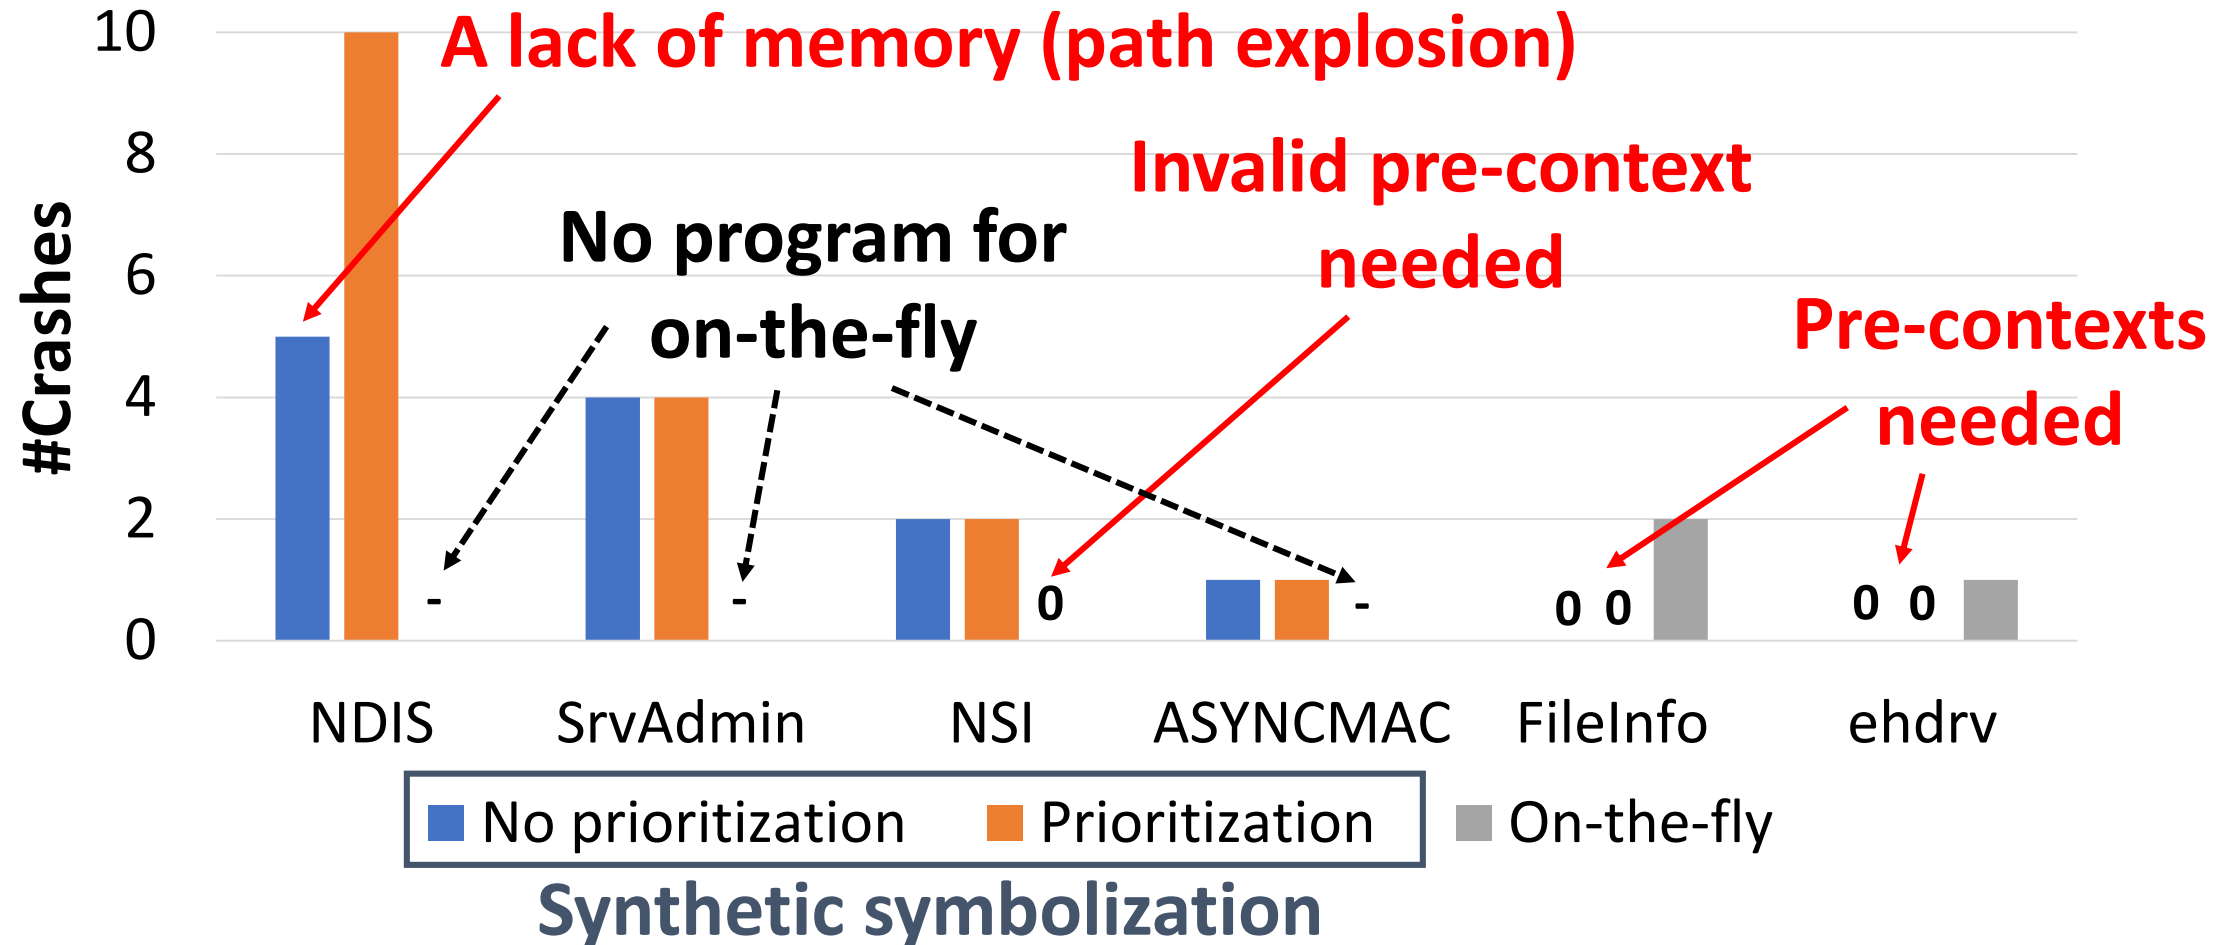 10
A lack of memory (path explosion)
8
Invalid pre-context
needed
No program for
on-the-fly
6
Pre-contexts
needed
#Crashes
4
2
- - 0 - 0 0 0 0
0
NDIS SrvAdmin NSI ASYNCMAC FileInfo ehdrv
No prioritization Prioritization On-the-fly
Synthetic symbolization